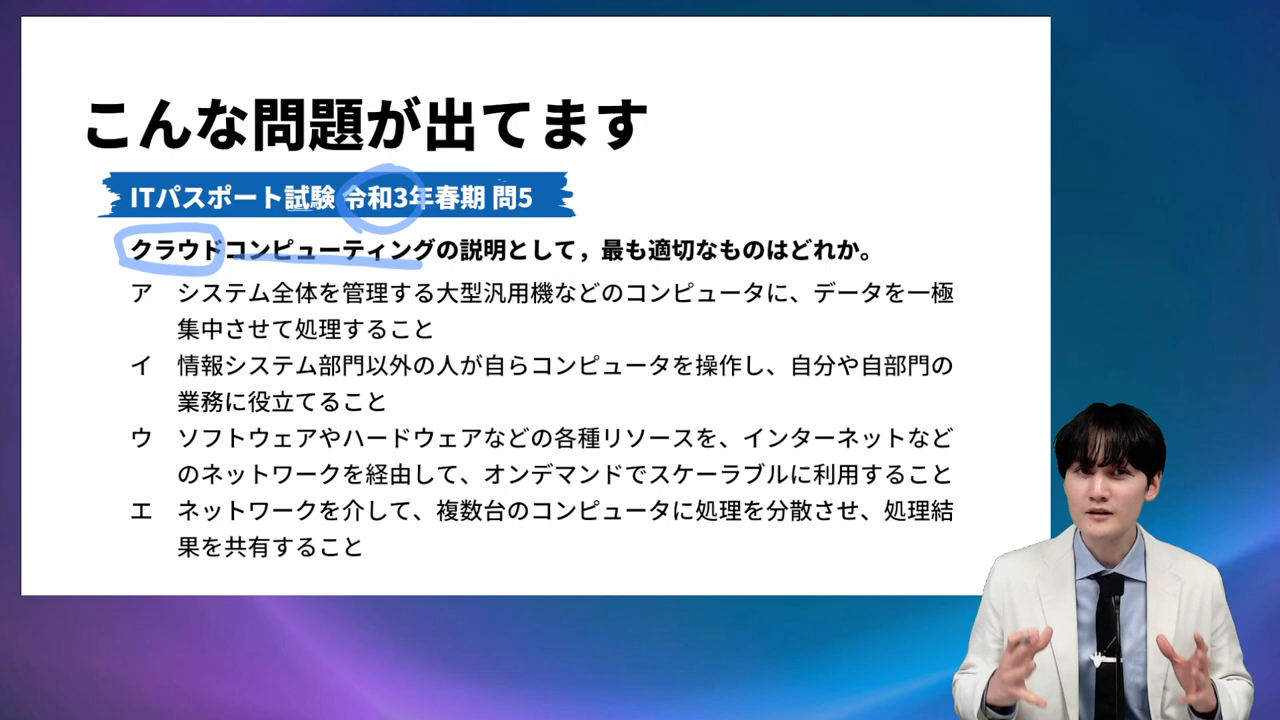 こんな問題が出てます
ITパスポート試験 令和3年春期 問5
クラウドコンピューティングの説明として，最も適切なものはどれか。
ア システム全体を管理する大型汎用機などのコンピュータに、データを一極
集中させて処理すること
イ 情報システム部門以外の人が自らコンピュータを操作し、自分や自部門の
業務に役立てること
ウ ソフトウェアやハードウェアなどの各種リソースを、インターネットなど
のネットワークを経由して、オンデマンドでスケーラブルに利用すること
エ ネットワークを介して、複数台のコンピュータに処理を分散させ、処理結
果を共有すること